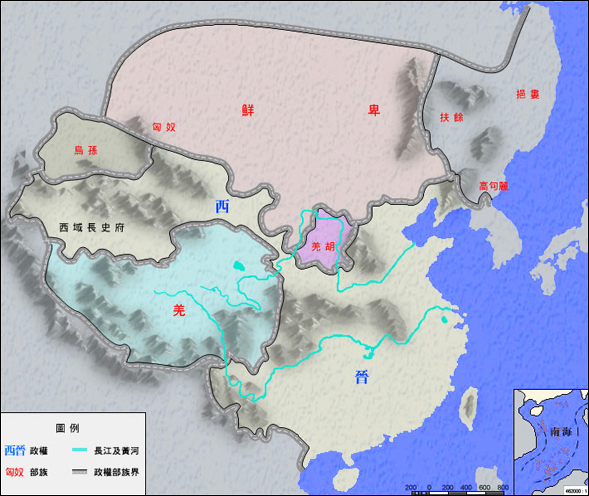 鮮 卑
匈奴
挹婁
扶餘
烏孫
高句麗
西
西域長史府
羌胡
羌
晉
圖例
西晉 政權
長江及黃河
匈奴 部族
政權部族界
南海
200 0 200 400 600 800